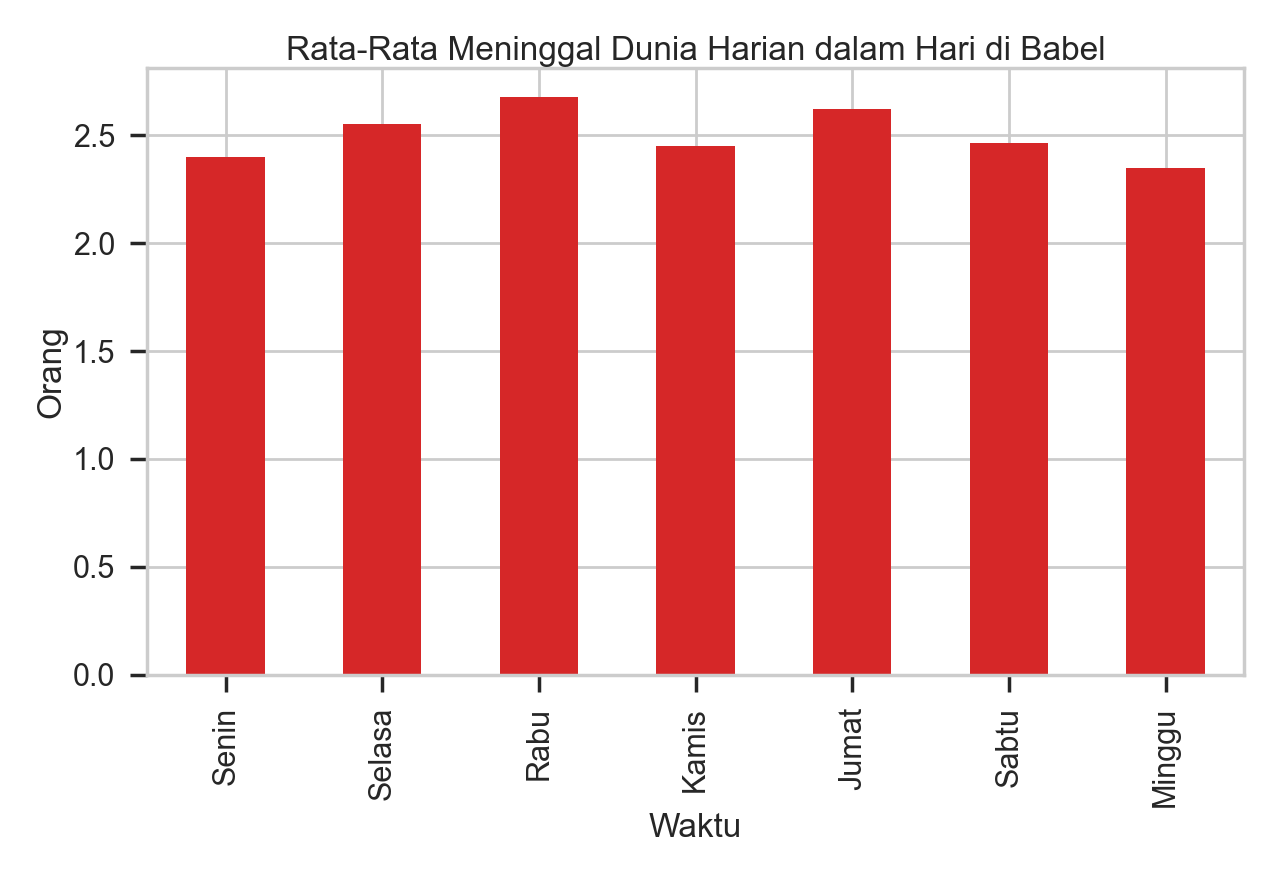 Rata-Rata Meninggal Dunia Harian dalam Hari di Babel
Orang
2.5
2.0
1.5
1.0
0.5
0.0
Senin
Selasa
Rabu
Kamis
Jumat
Sabtu
Minggu
Waktu